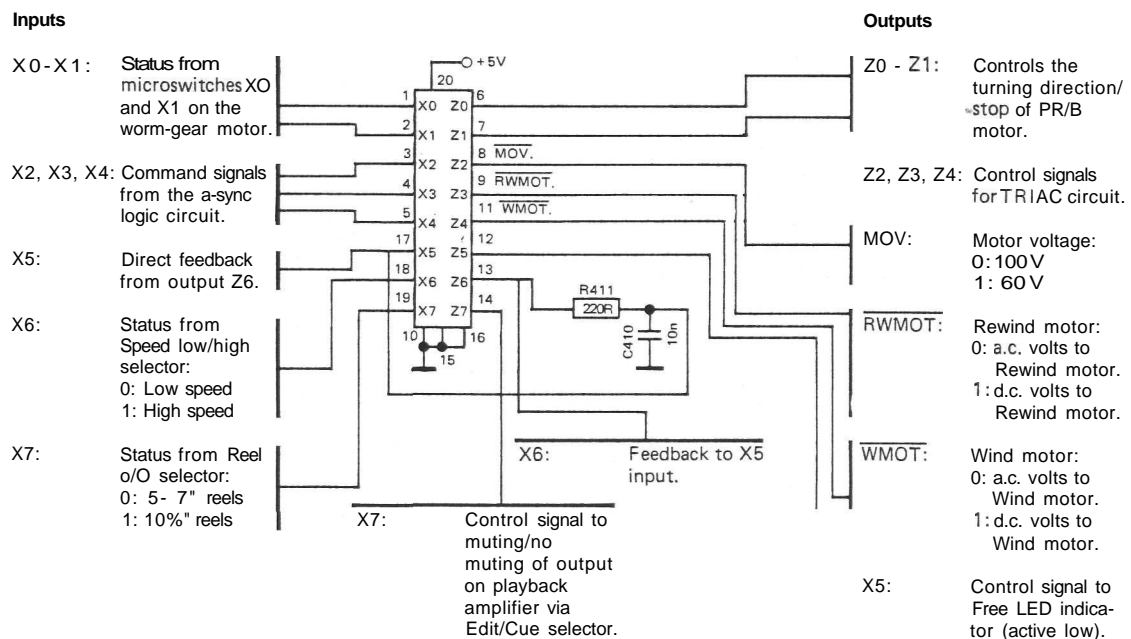 Inputs
X0-X1: Status from
microswitches XO
and X1 on the
worm-gear motor.
X2, X3, X4: Command signals
from the a-sync
logic circuit.
X5: Direct feedback
from output Z6.
X6: Status from
Speed low/high
selector:
0: Low speed
1: High speed
X7: Status from Reel
o/O selector:
0: 5- 7" reels
1: 10%" reels
+5V
20
1 X0 Z0 6
2 X1 Z1 7
3 X2 Z2 8 MOV.
4 X3 Z3 9 RWMOT.
5 X4 Z4 11 WMOT.
17 X5 Z5 12
18 X6 Z6 13
19 X7 Z7 14
10 16
15
R411
220R
C410
10n
X6: Feedback to X5
input.
X7: Control signal to
muting/no
muting of output
on playback
amplifier via
Edit/Cue selector.
Outputs
Z0 - Z1: Controls the
turning direction/
stop of PR/B
motor.
Z2, Z3, Z4: Control signals
for TRIAC circuit.
MOV: Motor voltage:
0:100V
1: 60V
RWMOT: Rewind motor:
0: a.c. volts to
Rewind motor.
1: d.c. volts to
Rewind motor.
WMOT: Wind motor:
0: a.c. volts to
Wind motor.
1: d.c. volts to
Wind motor.
X5: Control signal to
Free LED indica-
tor (active low).